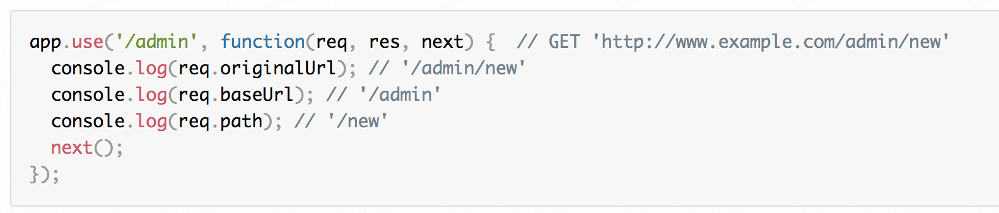 app.use('/admin', function(req, res, next) {  // GET 'http://www.example.com/admin/new'
  console.log(req.originalUrl); // '/admin/new'
  console.log(req.baseUrl); // '/admin'
  console.log(req.path); // '/new'
  next();
});